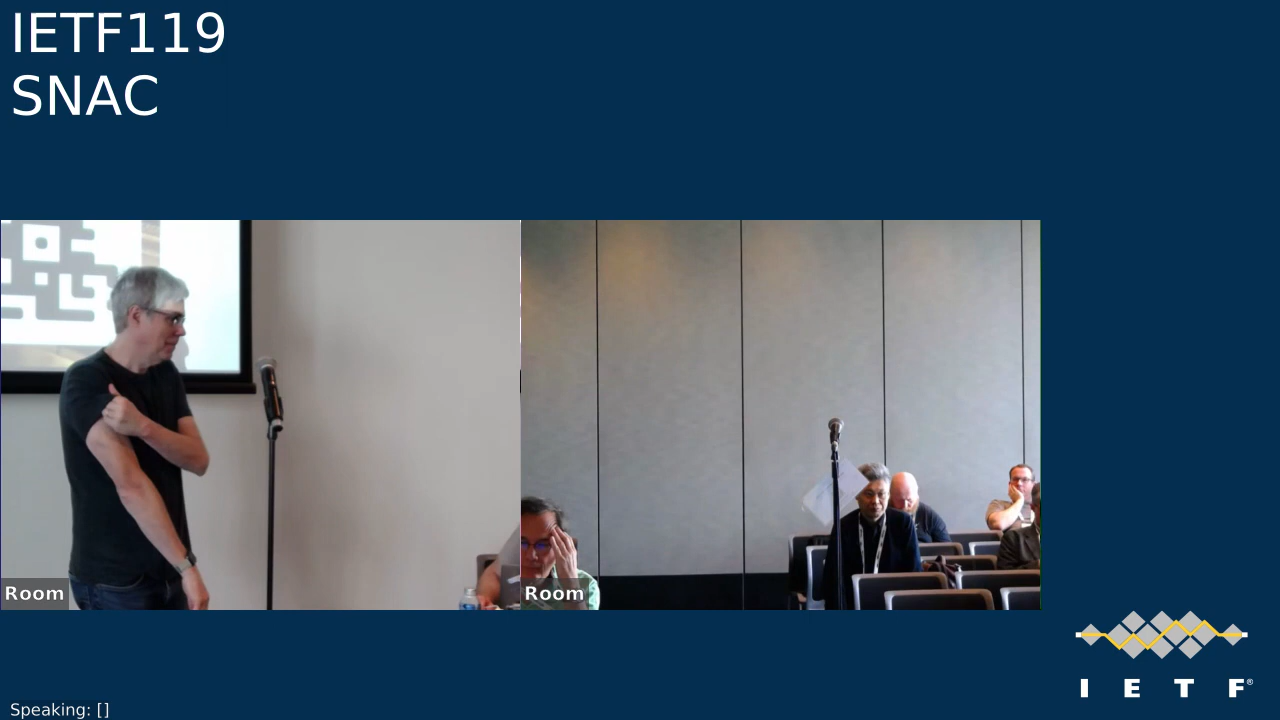 IETF119
SNAC
Room
Room
I E T F®
Speaking: []